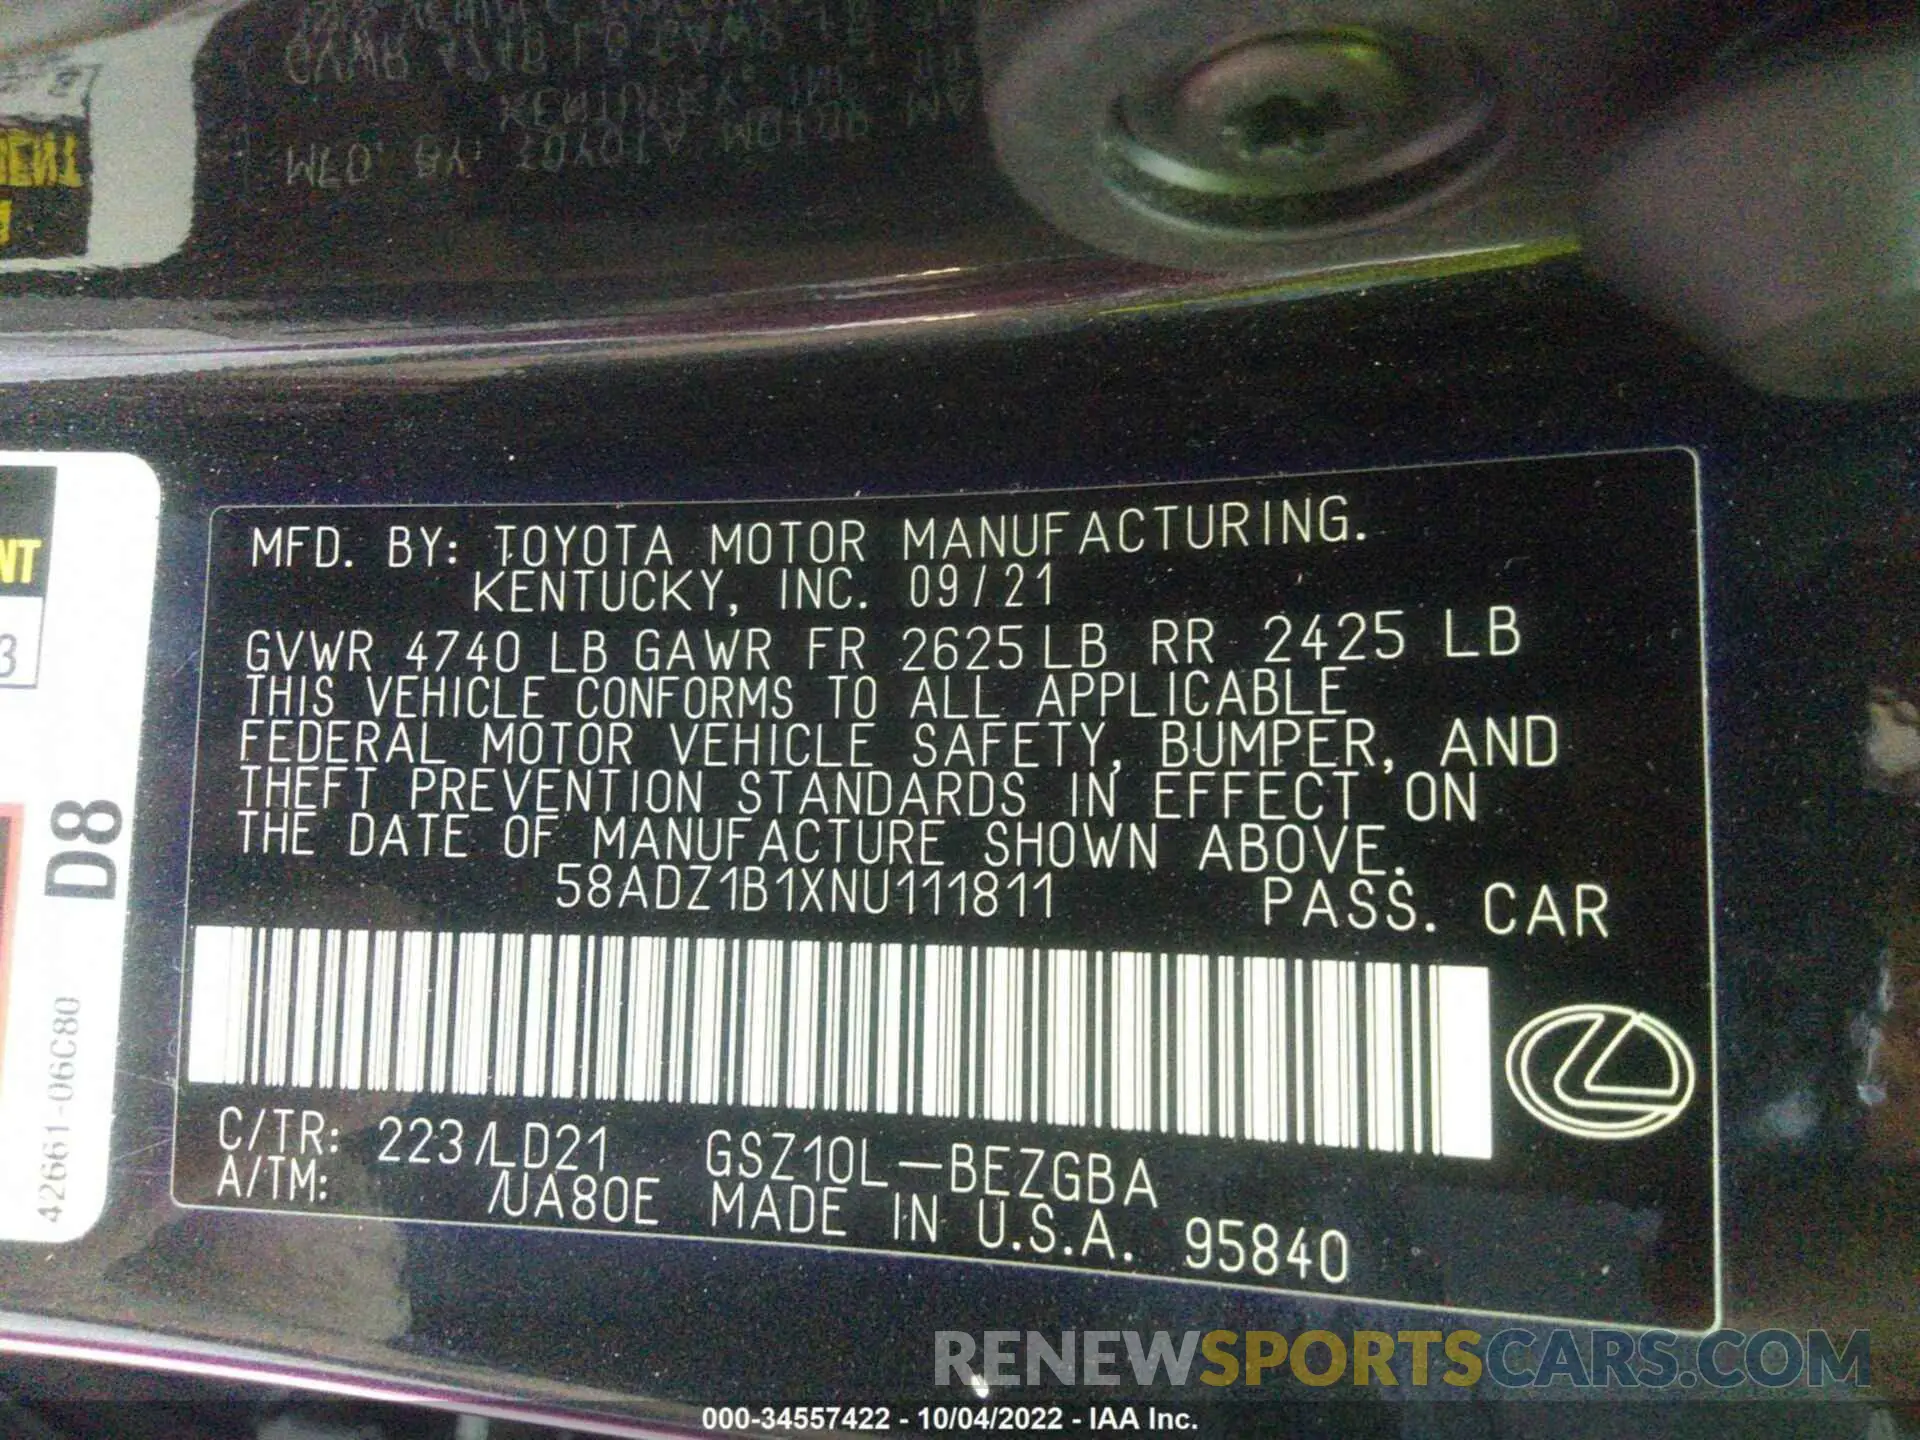 MFD. BY: TOYOTA MOTOR MANUFACTURING.
KENTUCKY, INC. 09/21
GVWR 4740 LB GAWR FR 2625 LB RR 2425 LB
THIS VEHICLE CONFORMS TO ALL APPLICABLE
FEDERAL MOTOR VEHICLE SAFETY, BUMPER, AND
THEFT PREVENTION STANDARDS IN EFFECT ON
THE DATE OF MANUFACTURE SHOWN ABOVE.
58ADZ1B1XNU111811 PASS. CAR
C/TR: 223/LD21 GSZ10L-BEZGBA
A/TM: /UA80E MADE IN U.S.A. 95840
NT
3
D8
42661-06C80
RENEWSPORTSCARS.COM
000-34557422 - 10/04/2022 - IAA Inc.